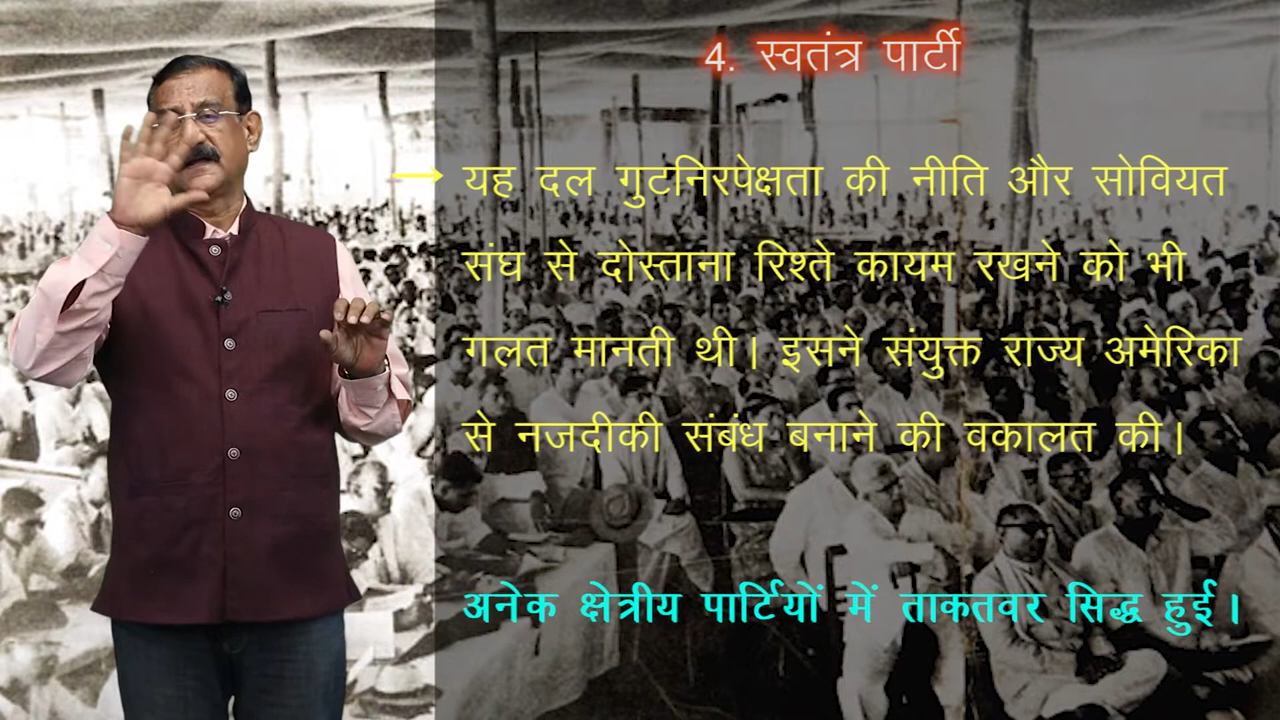 4. स्वतंत्र पार्टी
यह दल गुटनिरपेक्षता की नीति और सोवियत
संघ से दोस्ताना रिश्ते कायम रखने को भी
गलत मानती थी। इसने संयुक्त राज्य अमेरिका
से नजदीकी संबंध बनाने की वकालत की।
अनेक क्षेत्रीय पार्टियों में ताकतवर सिद्ध हुई।